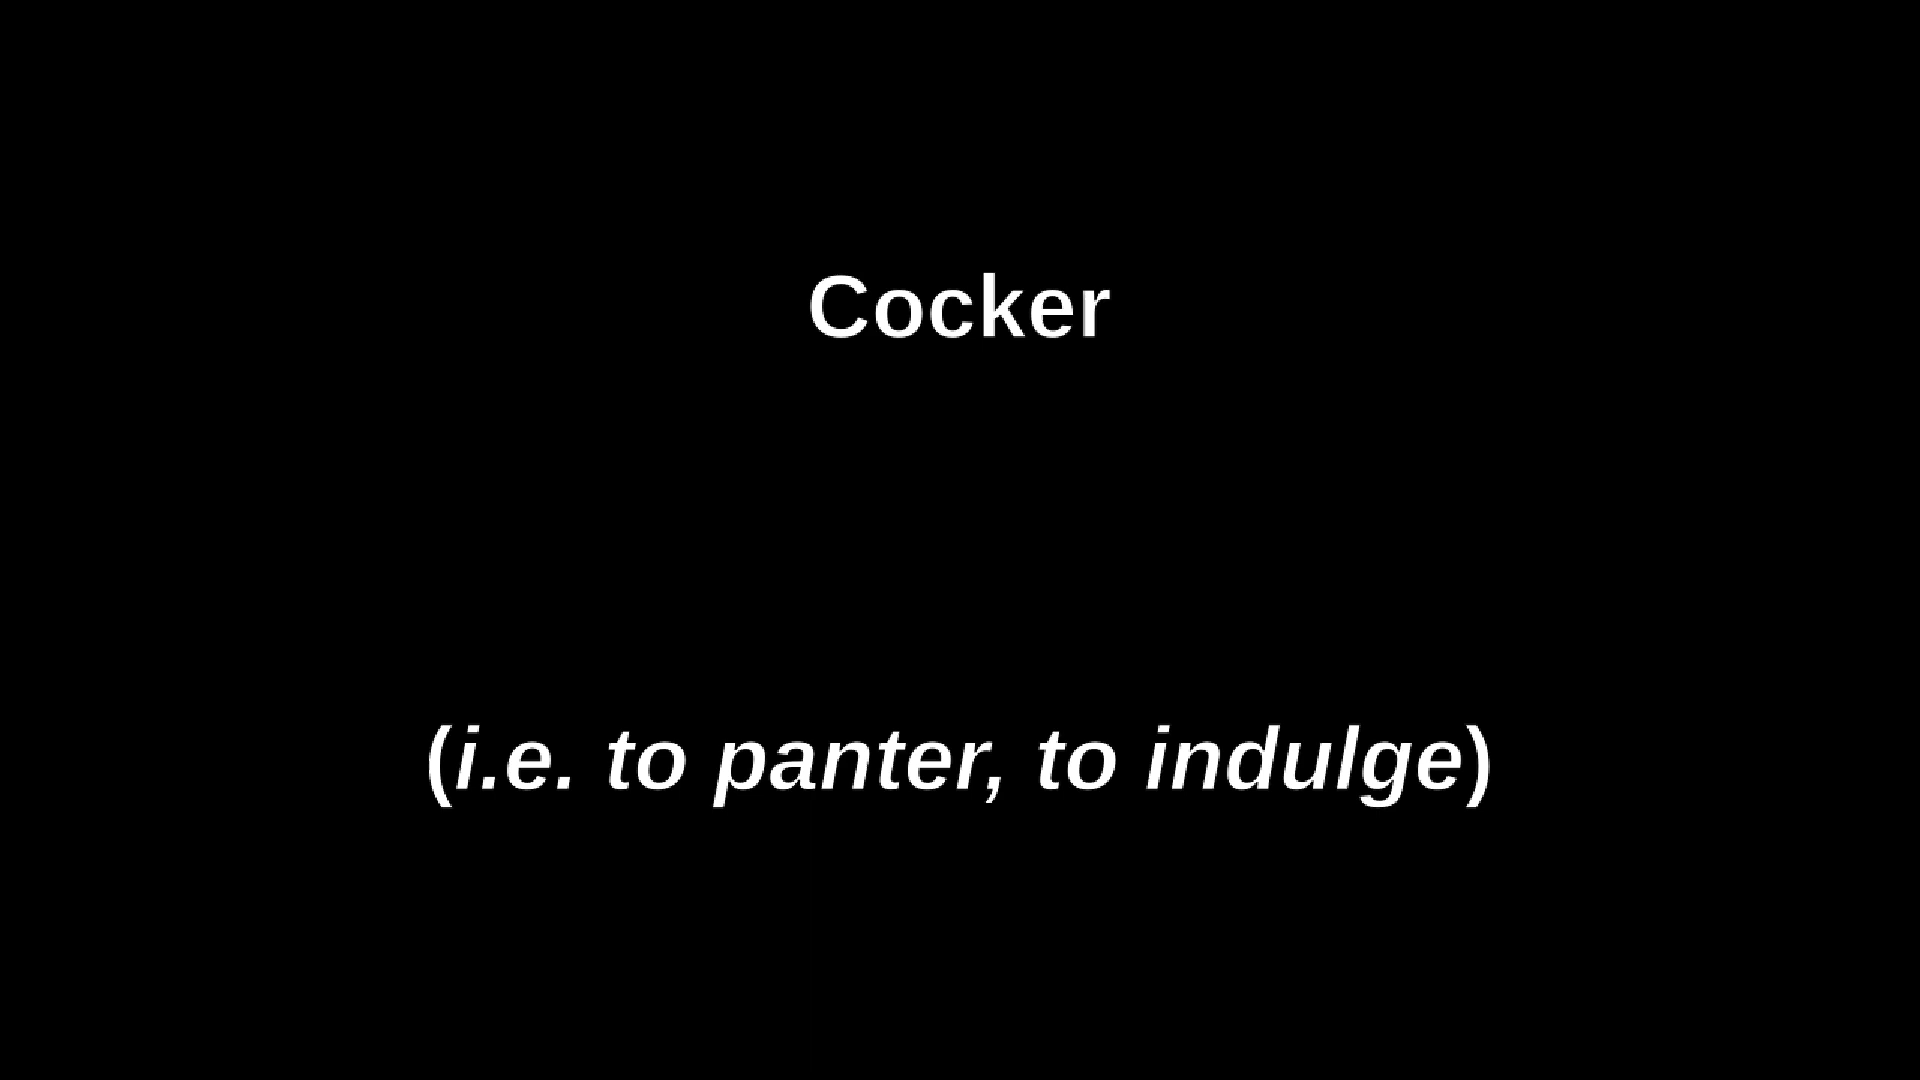 Cocker
(i.e. to panter, to indulge)